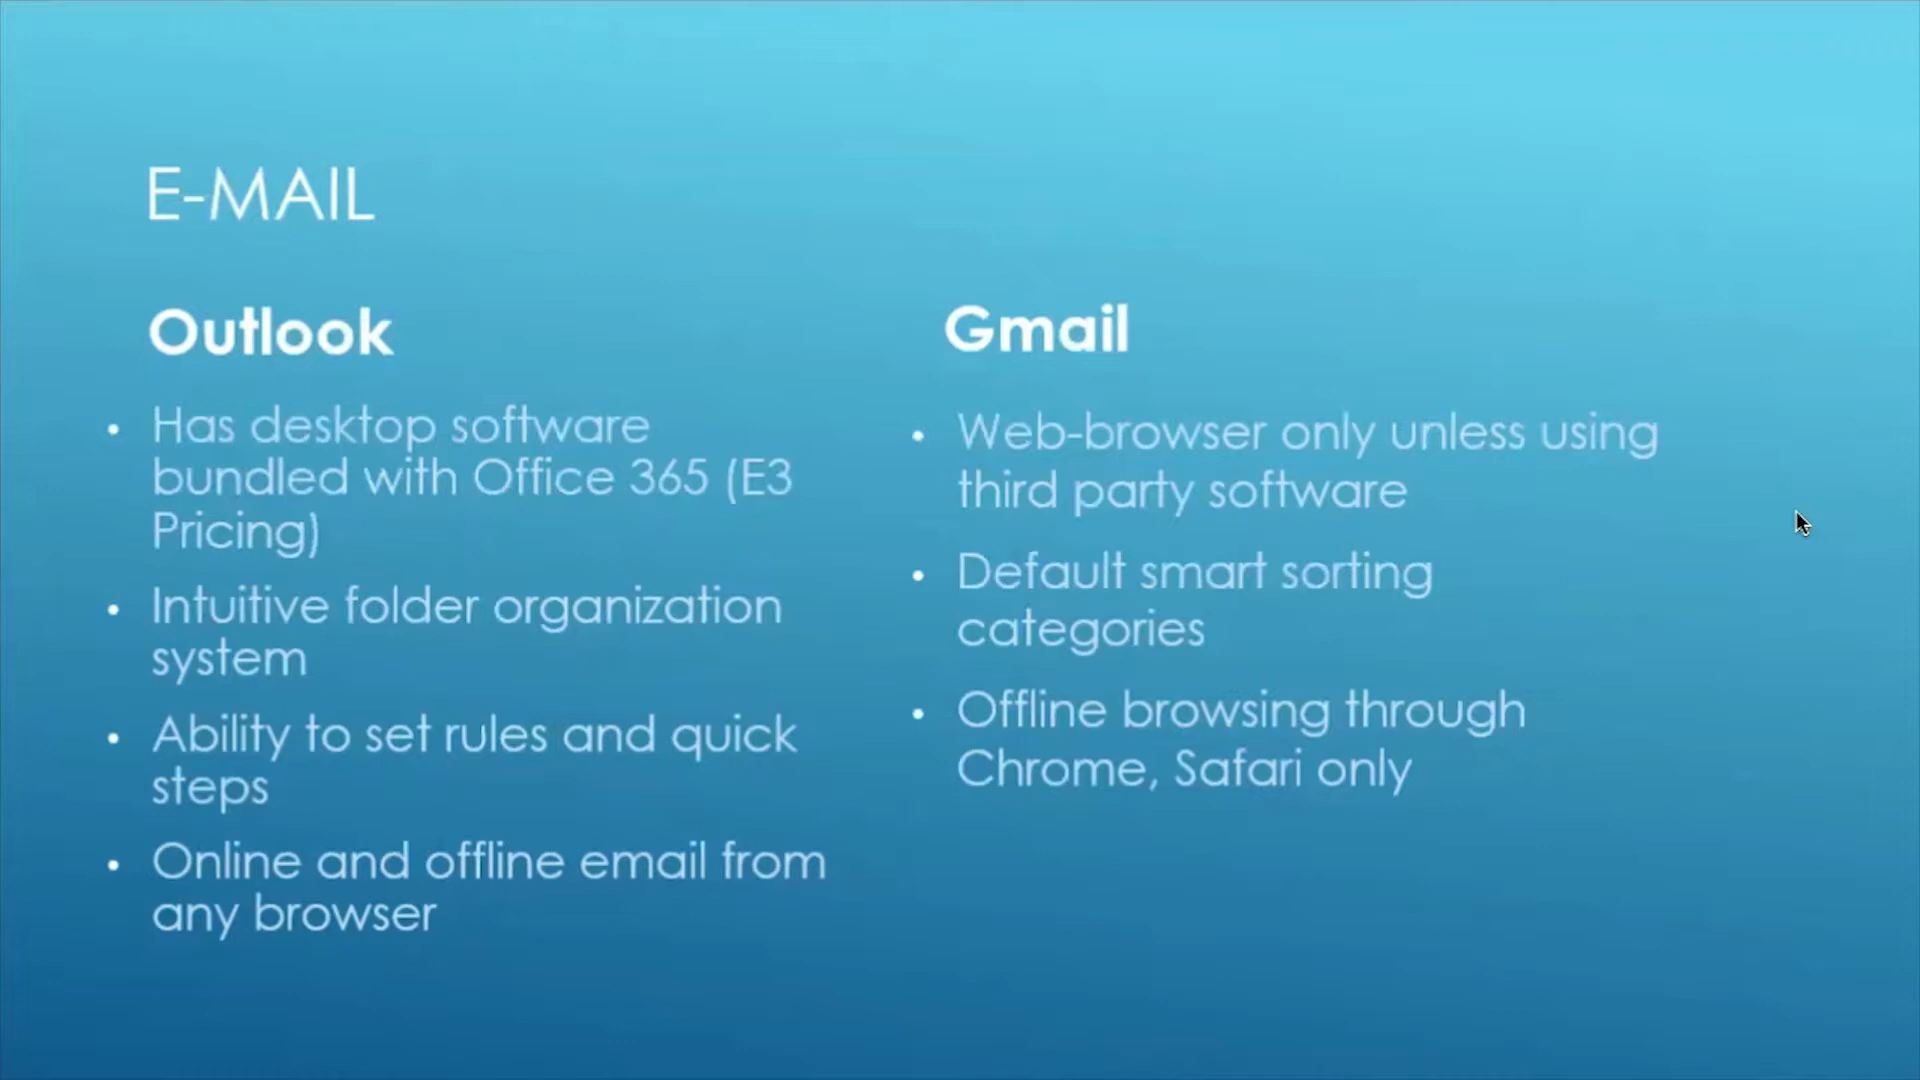 E-MAIL
Outlook
• Has desktop software
bundled with Office 365 (E3
Pricing)
• Intuitive folder organization
system
• Ability to set rules and quick
steps
• Online and offline email from
any browser
Gmail
• Web-browser only unless using
third party software
• Default smart sorting
categories
• Offline browsing through
Chrome, Safari only